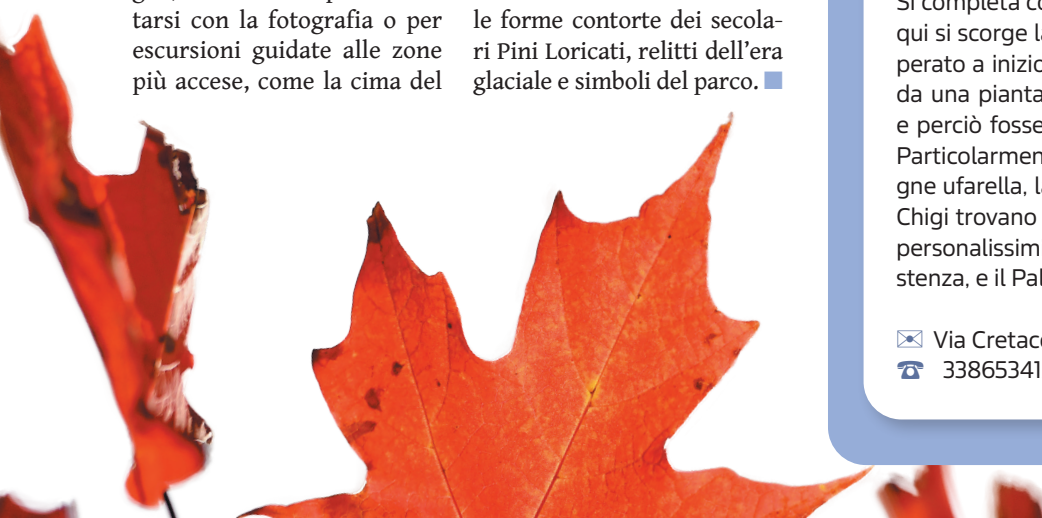 tarsi con la fotografia o per
escursioni guidate alle zone
più accese, come la cima del
le forme contorte dei secola-
ri Pini Loricati, relitti dell’era
glaciale e simboli del parco.
Si completa
qui si scorge
perato a inizio
da una pianta
e perciò fosse
Particolarmen
gne ufarella,
Chigi trovano
personalissim
stenza, e il Pal
Via Cretac
33865341